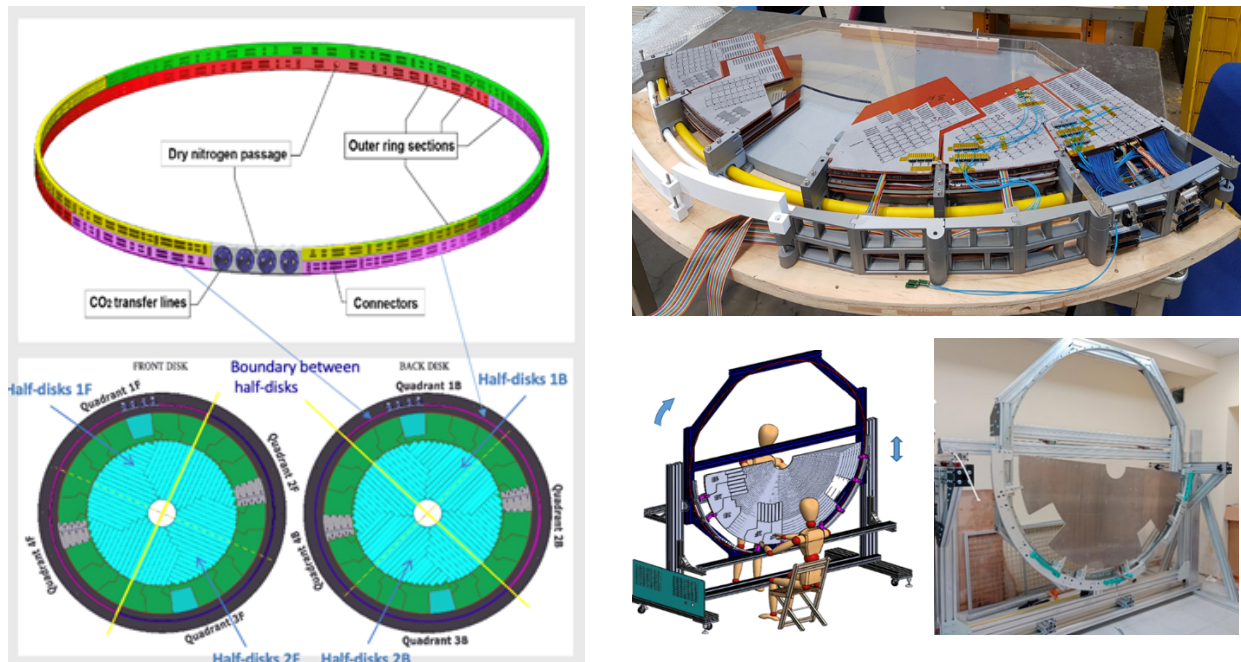 Dry nitrogen passage
Outer ring sections
CO₂ transfer lines
Connectors
FRONT DISK
Boundary between
half-disks
BACK DISK
Half-disks 1F
Quadrant 1F
Quadrant 1B
Half-disks 1B
Quadrant 2F
Quadrant 4F
Quadrant 4B
Quadrant 2B
Quadrant 3F
Quadrant 3B
Half-disks 2F
Half-disks 2B